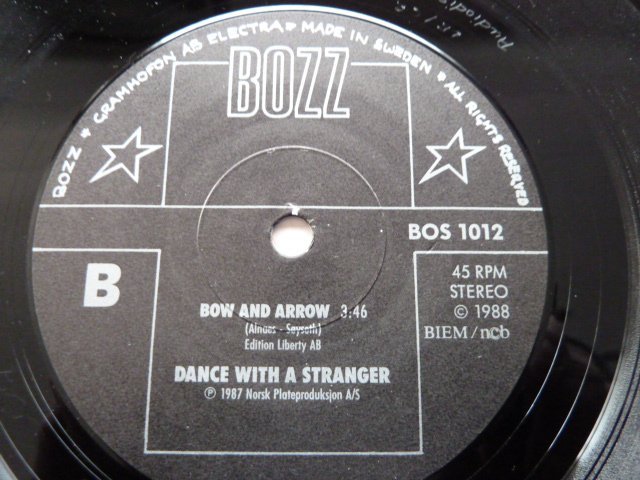 BOZZ ★ GRAMMOFON AB ELECTRA ★ MADE IN SWEDEN ★ ALL RIGHTS RESERVED
BOZZ
BOS 1012
B
45 RPM
STEREO
© 1988
BIEM/ncb
BOW AND ARROW 3:46
(Alnaes - Søyseth)
Edition Liberty AB
DANCE WITH A STRANGER
℗ 1987 Norsk Plateproduksjon A/S